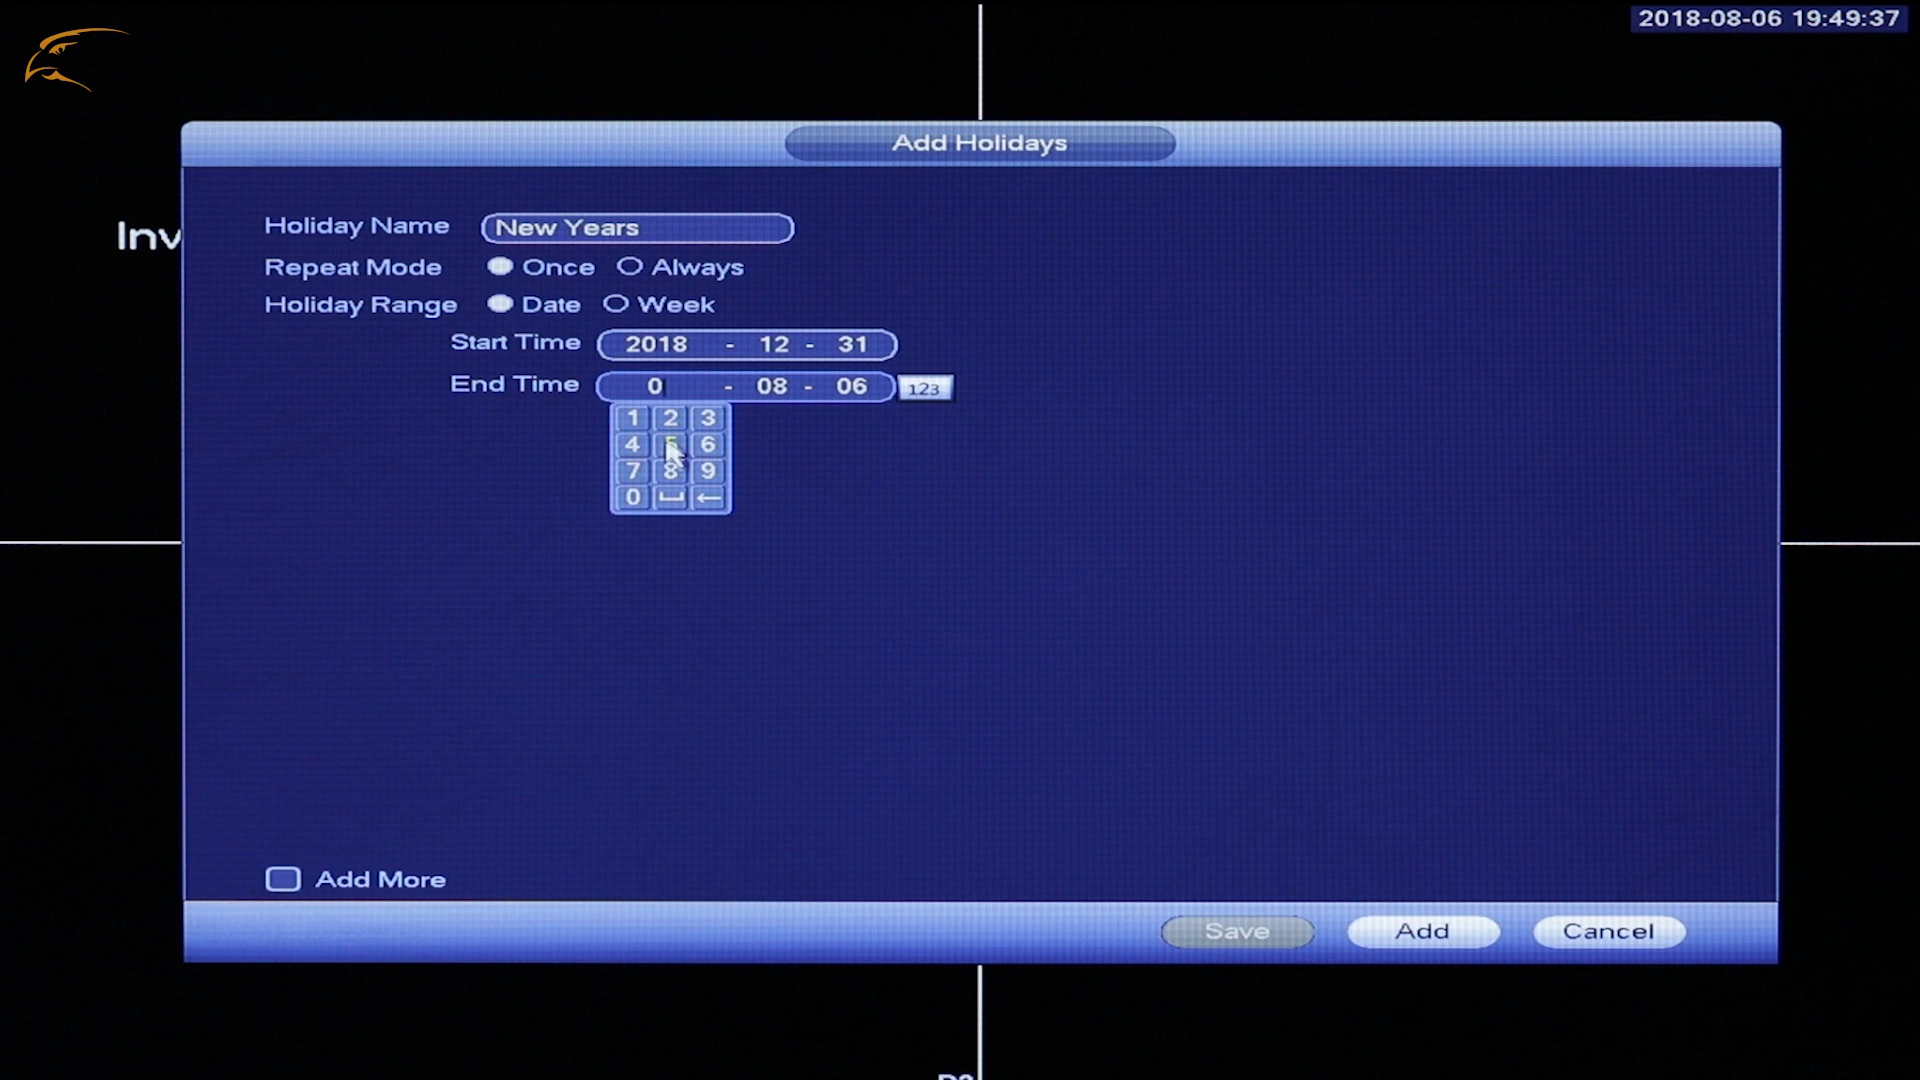 2018-08-06 19:49:37
Add Holidays
Inv
Holiday Name New Years
Repeat Mode Once Always
Holiday Range Date Week
Start Time 2018 - 12 - 31
End Time 0 - 08 - 06 123
1 2 3
4 5 6
7 8 9
0 ←
Add More
Save Add Cancel